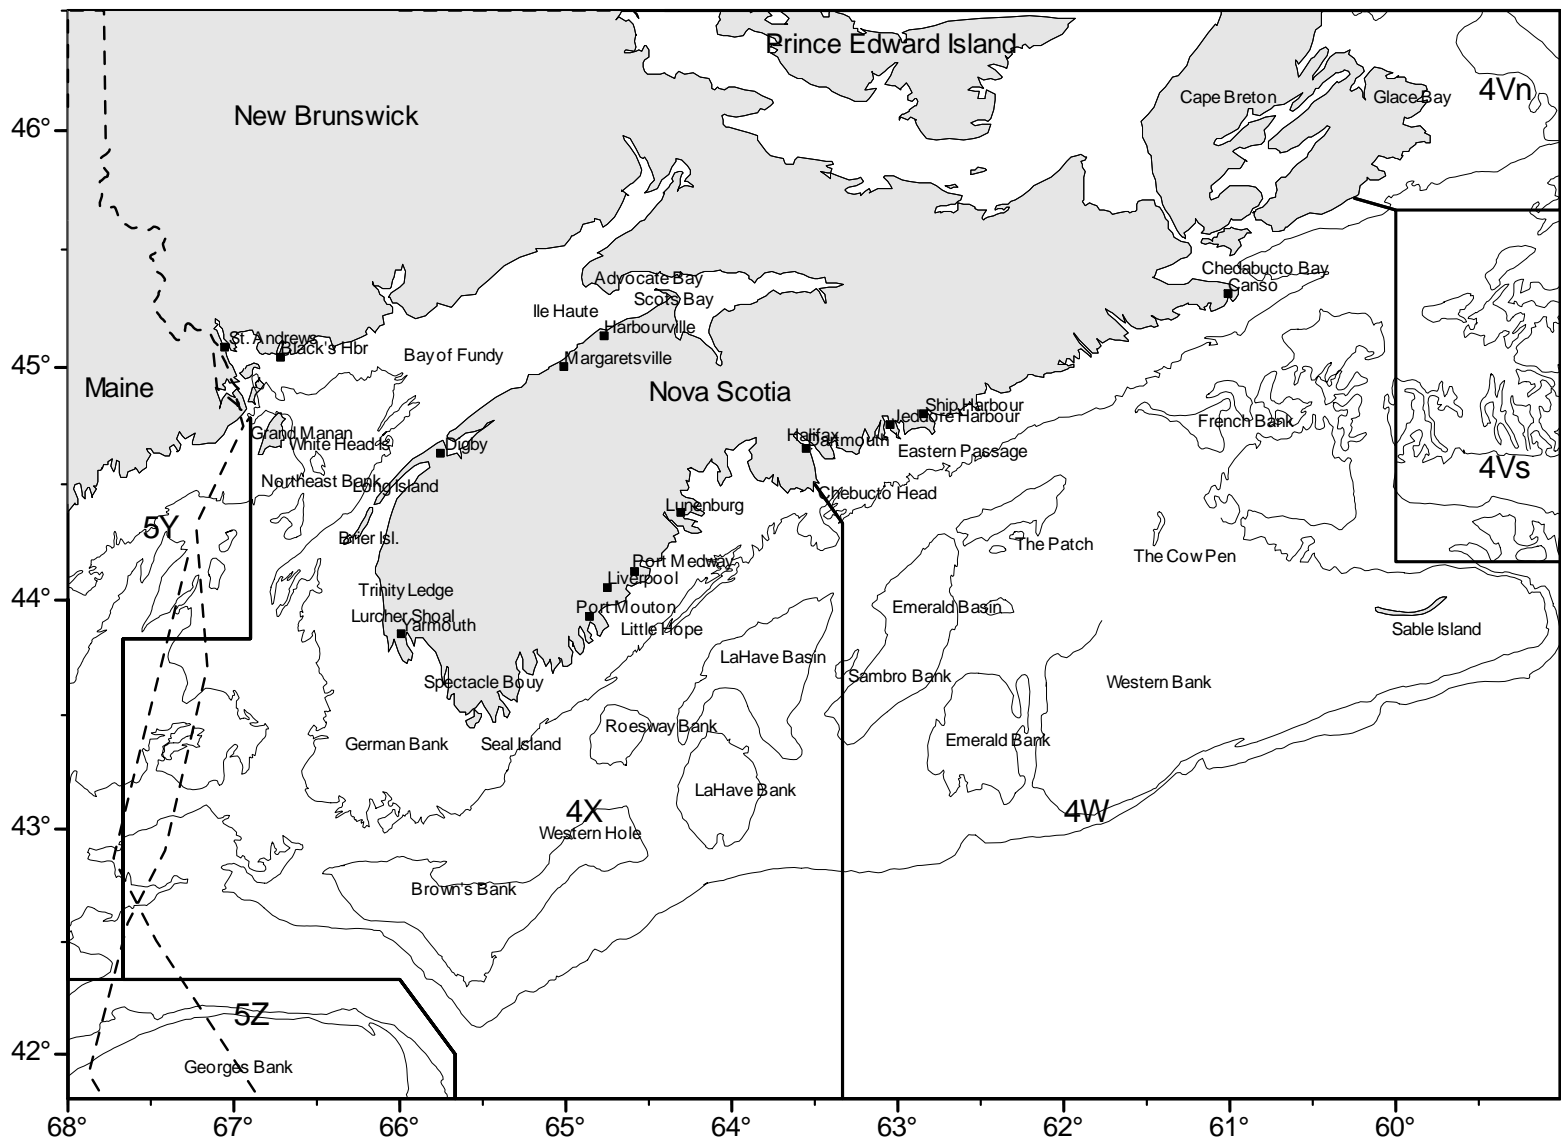 Prince Edward Island
New Brunswick
Cape Breton
Glace Bay
4Vn
46°
Advocate Bay
Chedabucto Bay
Canso
Scots Bay
Ile Haute
Harbourville
St. Andrews
Black's Hbr
Bay of Fundy
Margaretsville
45°
Maine
Nova Scotia
Ship Harbour
Jeddore Harbour
French Bank
Grand Manan
White Head Is
Digby
Halifax
Dartmouth
Eastern Passage
Northeast Bank
Long Island
4Vs
Chebucto Head
Lunenburg
5Y
Brier Isl.
The Patch
The Cow Pen
Port Medway
Liverpool
Trinity Ledge
44°
Port Mouton
Emerald Basin
Lurcher Shoal
Yarmouth
Little Hope
Sable Island
LaHave Basin
Sambro Bank
Spectacle Bouy
Western Bank
Roesway Bank
German Bank
Seal Island
Emerald Bank
LaHave Bank
4X
4W
43°
Western Hole
Brown's Bank
5Z
42°
Georges Bank
68°
67°
66°
65°
64°
63°
62°
61°
60°